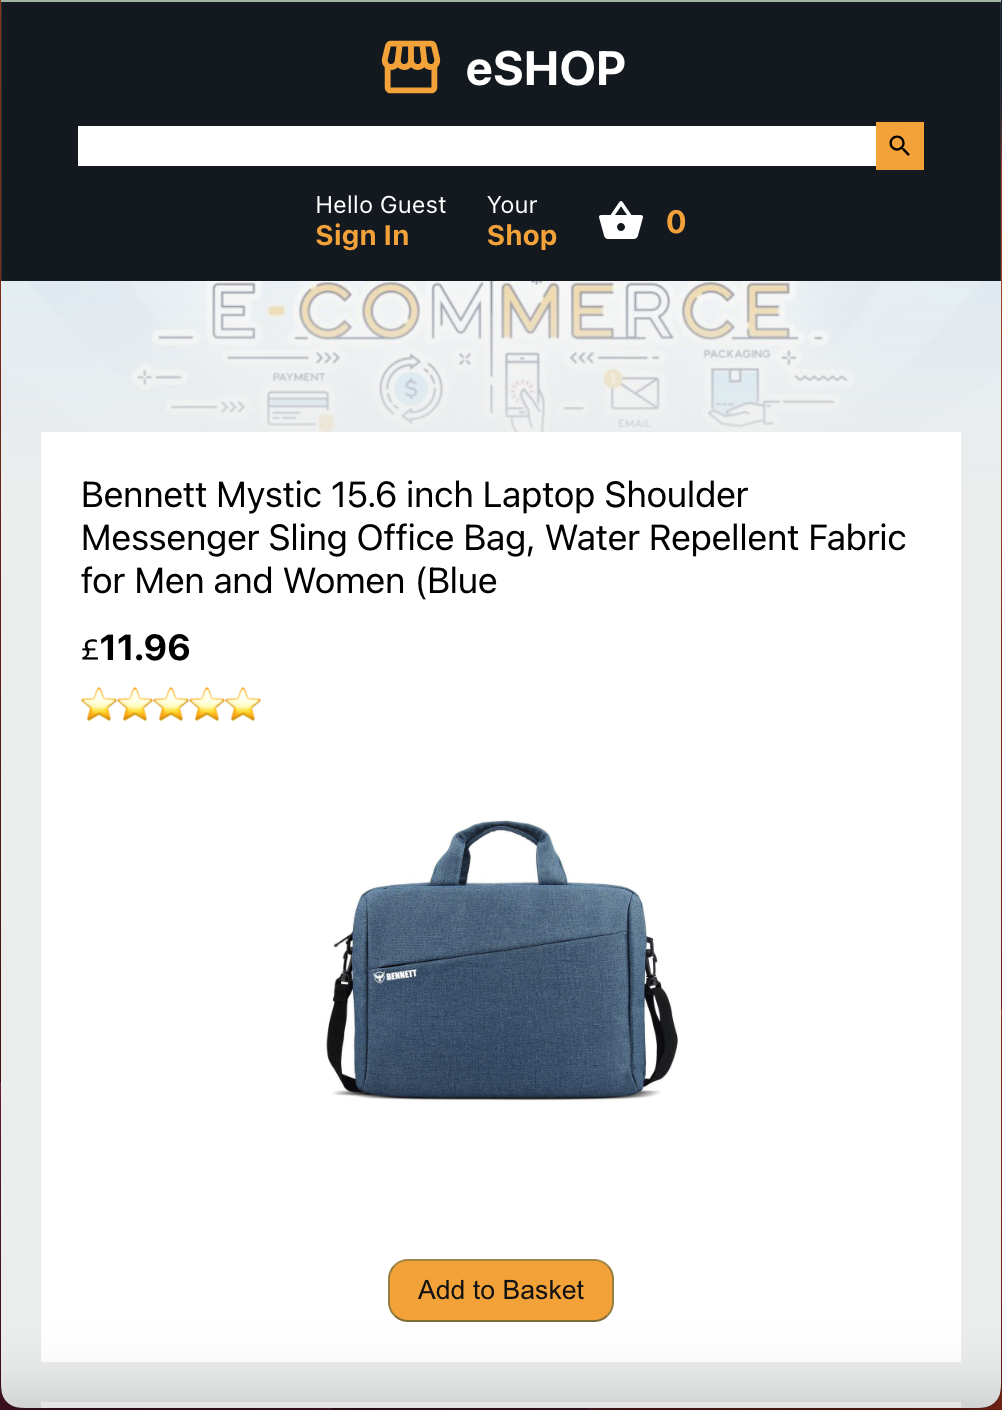 eSHOP
Hello Guest
Sign In
Your
Shop
0
E-COMMERCE
PAYMENT
$
1
EMAIL
PACKAGING
Bennett Mystic 15.6 inch Laptop Shoulder
Messenger Sling Office Bag, Water Repellent Fabric
for Men and Women (Blue
£11.96
BENNETT
Add to Basket